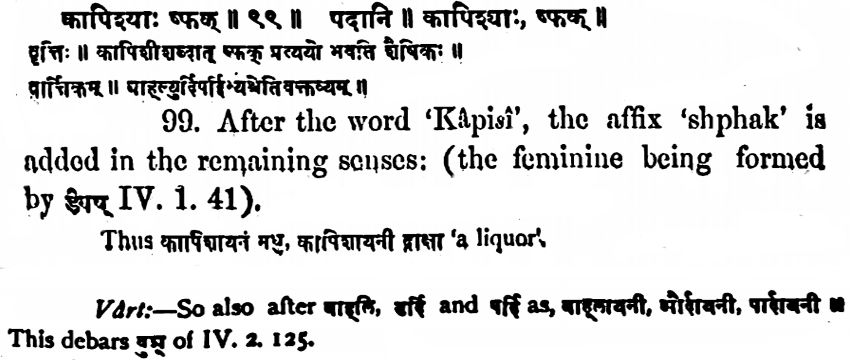 कापिश्याः ष्फक् ॥ ९९ ॥ पदानि ॥ कापिश्याः, ष्फक् ॥
वृत्तिः ॥ कापिशीशब्दात् ष्फक् प्रत्ययो भवति शैषिकः ॥
वार्त्तिकम् ॥ बाह्ल्युर्दिपर्दिभ्यश्चेतिवक्तव्यम् ॥
99. After the word 'Kâpisî', the affix 'shphak' is
added in the remaining senses: (the feminine being formed
by ङीष् IV. 1. 41).
Thus कापिशायनं मधु, कापिशायनी द्राक्षा 'a liquor'.
Vârt:—So also after बाह्लि, उर्दि and पर्दि as, बाह्लायनी, और्दायनी, पार्दायनी ॥
This debars वुञ् of IV. 2. 125.